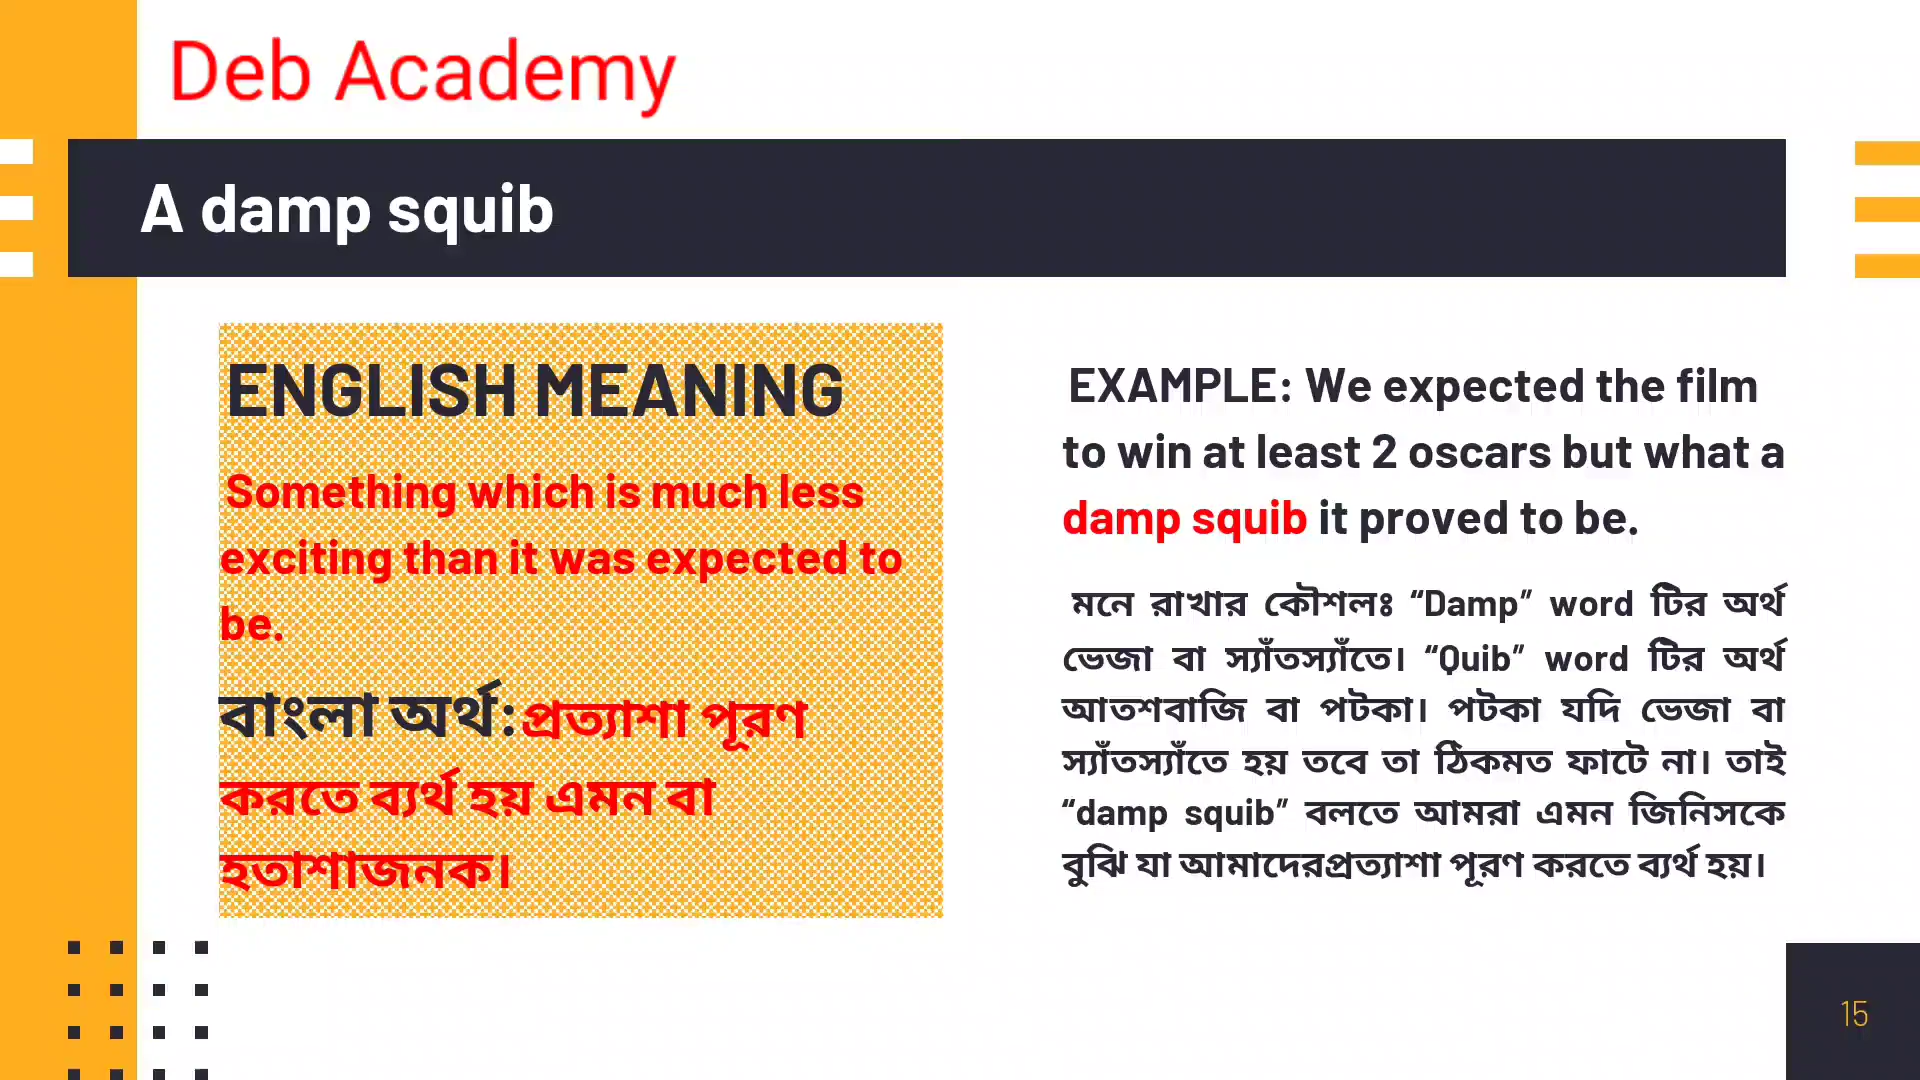 Deb Academy
A damp squib
ENGLISH MEANING
Something which is much less
exciting than it was expected to
be.
বাংলা অর্থ: প্রত্যাশা পূরণ
করতে ব্যর্থ হয় এমন বা
হতাশাজনক।
EXAMPLE: We expected the film
to win at least 2 oscars but what a
damp squib it proved to be.
মনে রাখার কৌশলঃ “Damp” word টির অর্থ
ভেজা বা স্যাঁতস্যাঁতে। “Quib” word টির অর্থ
আতশবাজি বা পটকা। পটকা যদি ভেজা বা
স্যাঁতস্যাঁতে হয় তবে তা ঠিকমত ফাটে না। তাই
“damp squib” বলতে আমরা এমন জিনিসকে
বুঝি যা আমাদেরপ্রত্যাশা পূরণ করতে ব্যর্থ হয়।
15